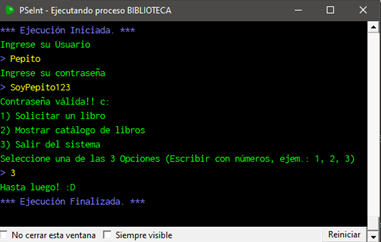 PSeInt - Ejecutando proceso BIBLIOTECA
*** Ejecución Iniciada. ***
Ingrese su Usuario
> Pepito
Ingrese su contraseña
> SoyPepito123
Contraseña válida!! c:
1) Solicitar un libro
2) Mostrar catálogo de libros
3) Salir del sistema
Seleccione una de las 3 Opciones (Escribir con números, ejem.: 1, 2, 3)
> 3
Hasta luego! :D
*** Ejecución Finalizada. ***
No cerrar esta ventana Siempre visible Reiniciar